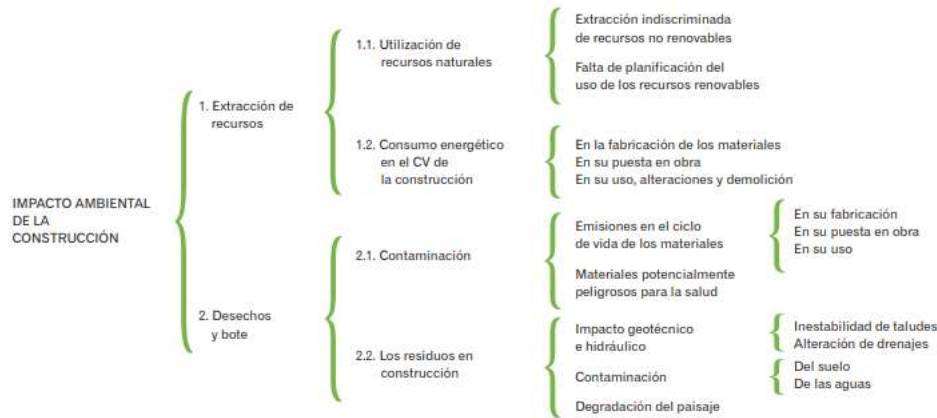 IMPACTO AMBIENTAL
DE LA
CONSTRUCCIÓN
1. Extracción de
recursos
1.1. Utilización de
recursos naturales
Extracción indiscriminada
de recursos no renovables
Falta de planificación del
uso de los recursos renovables
1.2. Consumo energético
en el CV de
la construcción
En la fabricación de los materiales
En su puesta en obra
En su uso, alteraciones y demolición
2. Desechos
y bote
2.1. Contaminación
Emisiones en el ciclo
de vida de los materiales
En su fabricación
En su puesta en obra
En su uso
Materiales potencialmente
peligrosos para la salud
2.2. Los residuos en
construcción
Impacto geotécnico
e hidráulico
Inestabilidad de taludes
Alteración de drenajes
Contaminación
Del suelo
De las aguas
Degradación del paisaje